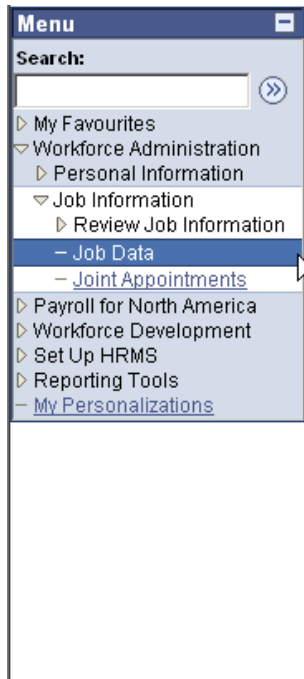 Menu
Search:
My Favourites
Workforce Administration
Personal Information
Job Information
Review Job Information
Job Data
Joint Appointments
Payroll for North America
Workforce Development
Set Up HRMS
Reporting Tools
My Personalizations